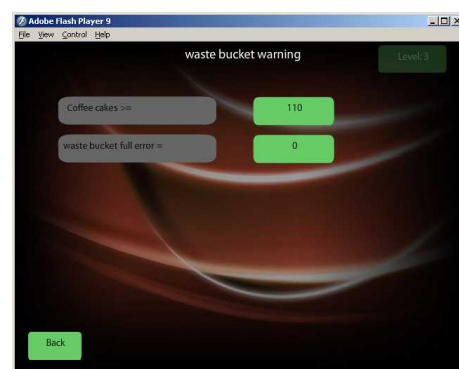 Adobe Flash Player 9
File View Control Help
waste bucket warning
Level: 3
Coffee cakes >=
110
waste bucket full error =
0
Back